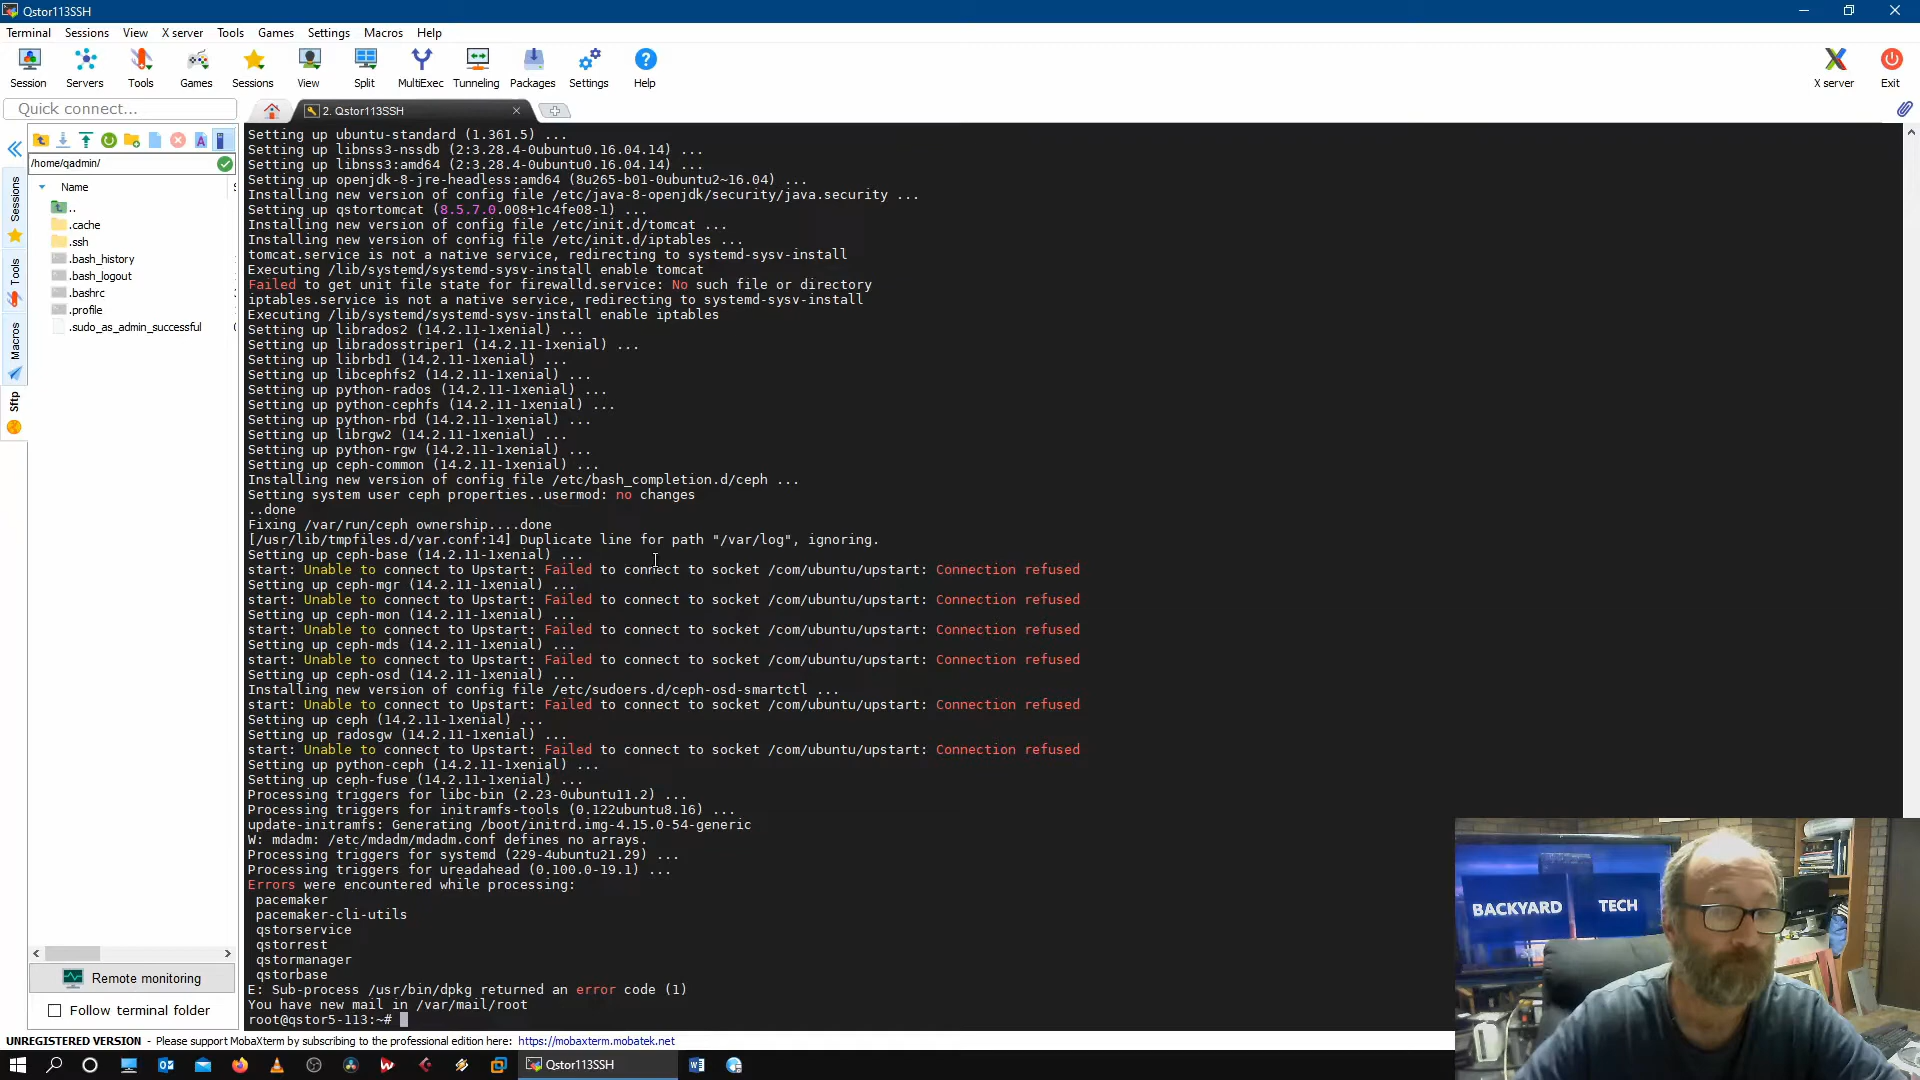 Qstor113SSH
Terminal Sessions View X server Tools Games Settings Macros Help
Session Servers Tools Games Sessions View Split MultiExec Tunneling Packages Settings Help X server Exit
Quick connect...
2. Qstor113SSH
/home/qadmin/
Name
..
.cache
.ssh
.bash_history
.bash_logout
.bashrc
.profile
.sudo_as_admin_successful
Sessions
Tools
Macros
Sftp
Setting up ubuntu-standard (1.361.5) ...
Setting up libnss3-nssdb (2:3.28.4-0ubuntu0.16.04.14) ...
Setting up libnss3:amd64 (2:3.28.4-0ubuntu0.16.04.14) ...
Setting up openjdk-8-jre-headless:amd64 (8u265-b01-0ubuntu2~16.04) ...
Installing new version of config file /etc/java-8-openjdk/security/java.security ...
Setting up qstortomcat (8.5.7.0.008+1c4fe08-1) ...
Installing new version of config file /etc/init.d/tomcat ...
Installing new version of config file /etc/init.d/iptables ...
tomcat.service is not a native service, redirecting to systemd-sysv-install
Executing /lib/systemd/systemd-sysv-install enable tomcat
Failed to get unit file state for firewalld.service: No such file or directory
iptables.service is not a native service, redirecting to systemd-sysv-install
Executing /lib/systemd/systemd-sysv-install enable iptables
Setting up librados2 (14.2.11-1xenial) ...
Setting up libradosstriper1 (14.2.11-1xenial) ...
Setting up librbd1 (14.2.11-1xenial) ...
Setting up libcephfs2 (14.2.11-1xenial) ...
Setting up python-rados (14.2.11-1xenial) ...
Setting up python-cephfs (14.2.11-1xenial) ...
Setting up python-rbd (14.2.11-1xenial) ...
Setting up librgw2 (14.2.11-1xenial) ...
Setting up python-rgw (14.2.11-1xenial) ...
Setting up ceph-common (14.2.11-1xenial) ...
Installing new version of config file /etc/bash_completion.d/ceph ...
Setting system user ceph properties..usermod: no changes
..done
Fixing /var/run/ceph ownership....done
[/usr/lib/tmpfiles.d/var.conf:14] Duplicate line for path "/var/log", ignoring.
Setting up ceph-base (14.2.11-1xenial) ...
start: Unable to connect to Upstart: Failed to connect to socket /com/ubuntu/upstart: Connection refused
Setting up ceph-mgr (14.2.11-1xenial) ...
start: Unable to connect to Upstart: Failed to connect to socket /com/ubuntu/upstart: Connection refused
Setting up ceph-mon (14.2.11-1xenial) ...
start: Unable to connect to Upstart: Failed to connect to socket /com/ubuntu/upstart: Connection refused
Setting up ceph-mds (14.2.11-1xenial) ...
start: Unable to connect to Upstart: Failed to connect to socket /com/ubuntu/upstart: Connection refused
Setting up ceph-osd (14.2.11-1xenial) ...
Installing new version of config file /etc/sudoers.d/ceph-osd-smartctl ...
start: Unable to connect to Upstart: Failed to connect to socket /com/ubuntu/upstart: Connection refused
Setting up ceph (14.2.11-1xenial) ...
Setting up radosgw (14.2.11-1xenial) ...
start: Unable to connect to Upstart: Failed to connect to socket /com/ubuntu/upstart: Connection refused
Setting up python-ceph (14.2.11-1xenial) ...
Setting up ceph-fuse (14.2.11-1xenial) ...
Processing triggers for libc-bin (2.23-0ubuntu11.2) ...
Processing triggers for initramfs-tools (0.122ubuntu8.16) ...
update-initramfs: Generating /boot/initrd.img-4.15.0-54-generic
W: mdadm: /etc/mdadm/mdadm.conf defines no arrays.
Processing triggers for systemd (229-4ubuntu21.29) ...
Processing triggers for ureadahead (0.100.0-19.1) ...
Errors were encountered while processing:
pacemaker
pacemaker-cli-utils
qstorservice
qstorrest
qstormanager
qstorbase
E: Sub-process /usr/bin/dpkg returned an error code (1)
You have new mail in /var/mail/root
root@qstor5-113:~#
Remote monitoring
Follow terminal folder
BACKYARD TECH
UNREGISTERED VERSION - Please support MobaXterm by subscribing to the professional edition here: https://mobaxterm.mobatek.net
Qstor113SSH